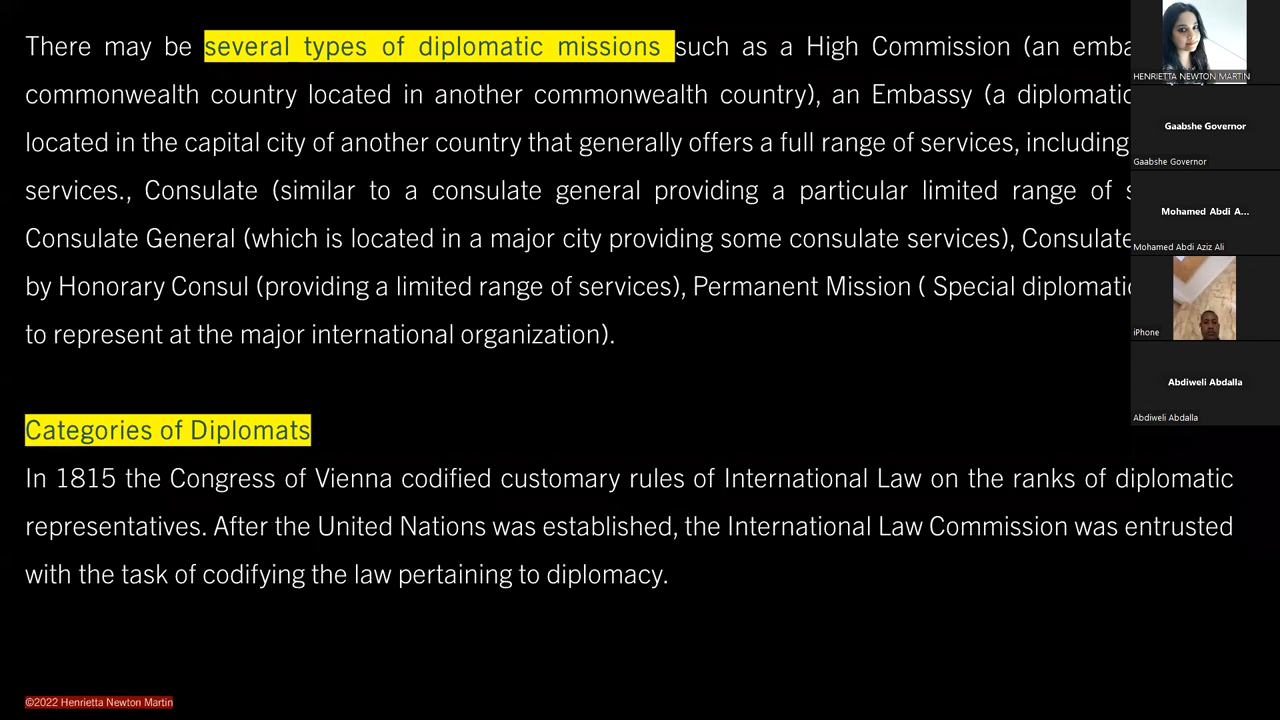 There may be several types of diplomatic missions such as a High Commission (an emba
commonwealth country located in another commonwealth country), an Embassy (a diplomatic
located in the capital city of another country that generally offers a full range of services, including
services., Consulate (similar to a consulate general providing a particular limited range of s
Consulate General (which is located in a major city providing some consulate services), Consulate
by Honorary Consul (providing a limited range of services), Permanent Mission ( Special diplomatic
to represent at the major international organization).
Categories of Diplomats
In 1815 the Congress of Vienna codified customary rules of International Law on the ranks of diplomatic
representatives. After the United Nations was established, the International Law Commission was entrusted
with the task of codifying the law pertaining to diplomacy.
©2022 Henrietta Newton Martin
HENRIETTA NEWTON MARTIN
Gaabshe Governor
Gaabshe Governor
Mohamed Abdi A...
Mohamed Abdi Aziz Ali
iPhone
Abdiweli Abdalla
Abdiweli Abdalla